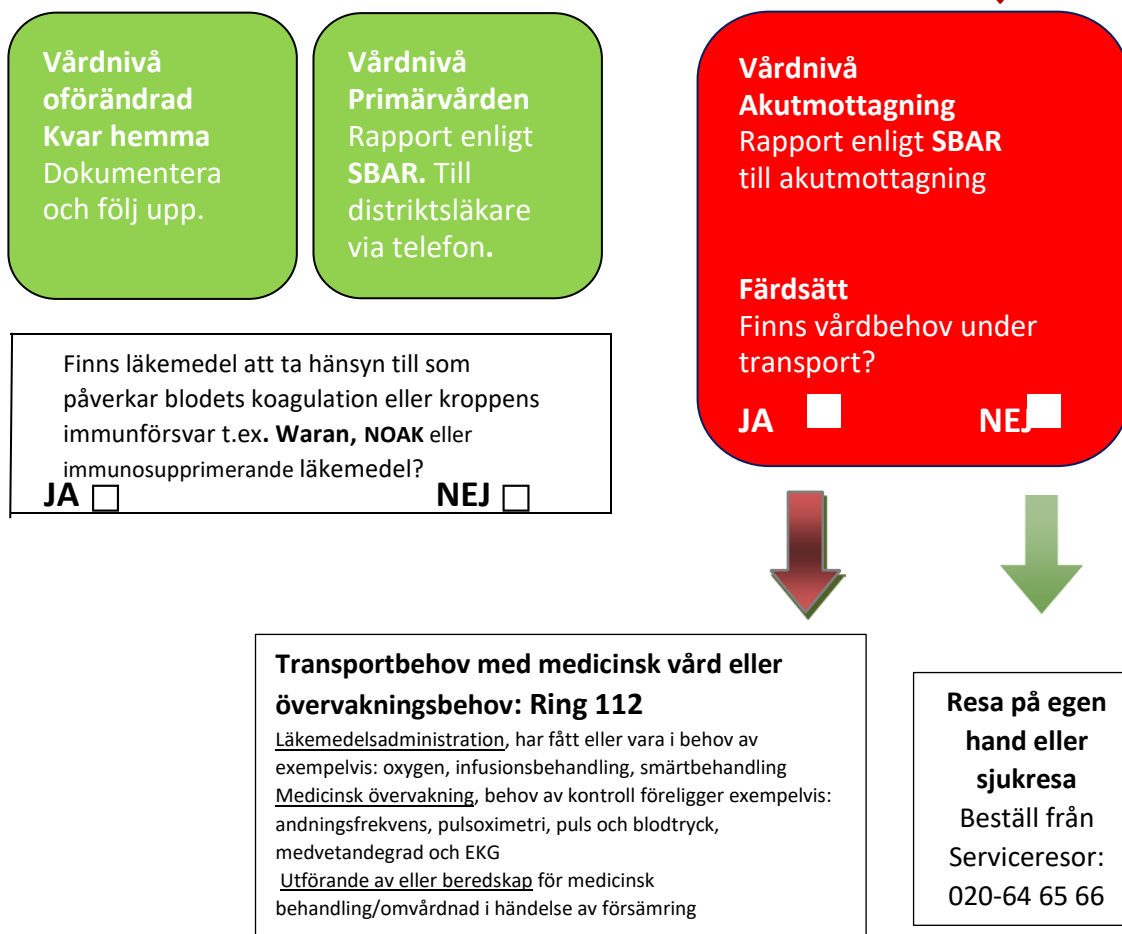 Vårdnivå
oförändrad
Kvar hemma
Dokumentera
och följ upp.
Vårdnivå
Primärvården
Rapport enligt
SBAR. Till
distriktsläkare
via telefon.
Vårdnivå
Akutmottagning
Rapport enligt SBAR
till akutmottagning
Färdsätt
Finns vårdbehov under
transport?
JA NEJ
Finns läkemedel att ta hänsyn till som
påverkar blodets koagulation eller kroppens
immunförsvar t.ex. Waran, NOAK eller
immunosupprimerande läkemedel?
JA NEJ
Transportbehov med medicinsk vård eller
övervakningsbehov: Ring 112
Läkemedelsadministration, har fått eller vara i behov av
exempelvis: oxygen, infusionsbehandling, smärtbehandling
Medicinsk övervakning, behov av kontroll föreligger exempelvis:
andningsfrekvens, pulsoximetri, puls och blodtryck,
medvetandegrad och EKG
Utförande av eller beredskap för medicinsk
behandling/omvårdnad i händelse av försämring
Resa på egen
hand eller
sjukresa
Beställ från
Serviceresor:
020-64 65 66